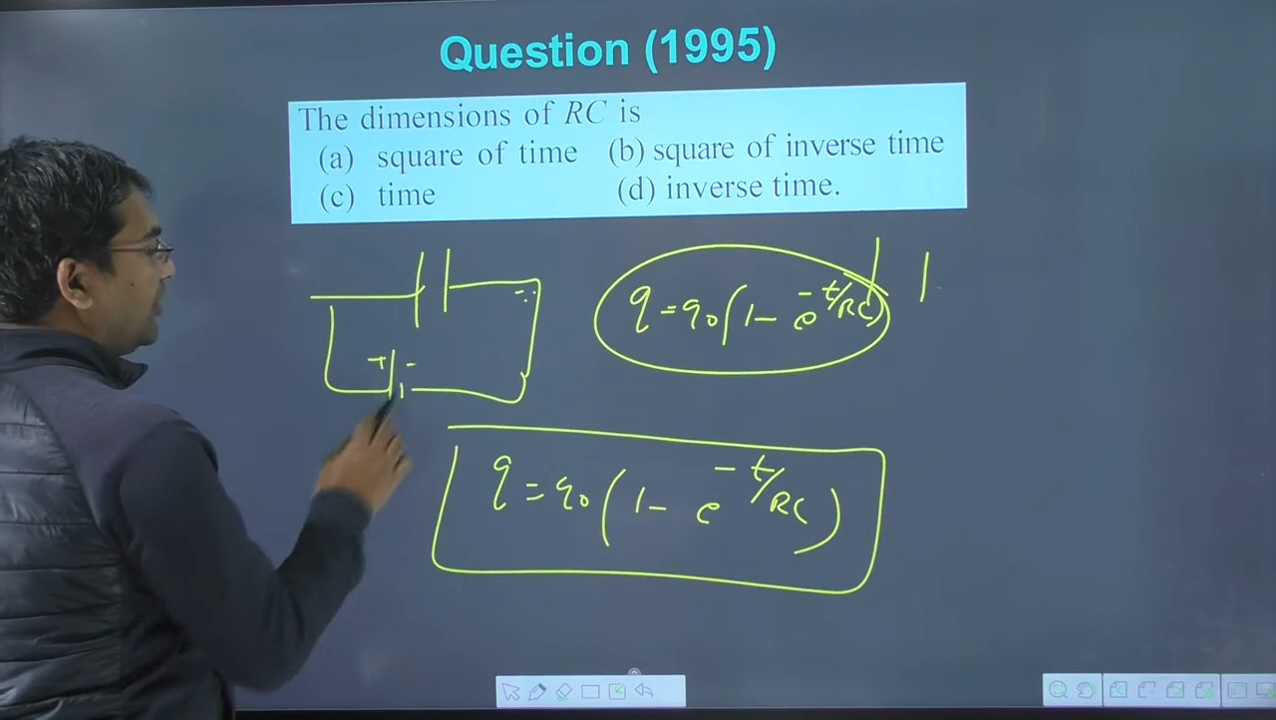 Question (1995)
The dimensions of RC is
(a) square of time (b) square of inverse time
(c) time (d) inverse time.
q = q0 (1 - e^-t/RC)
+ -
q = q0 (1 - e^-t/RC)